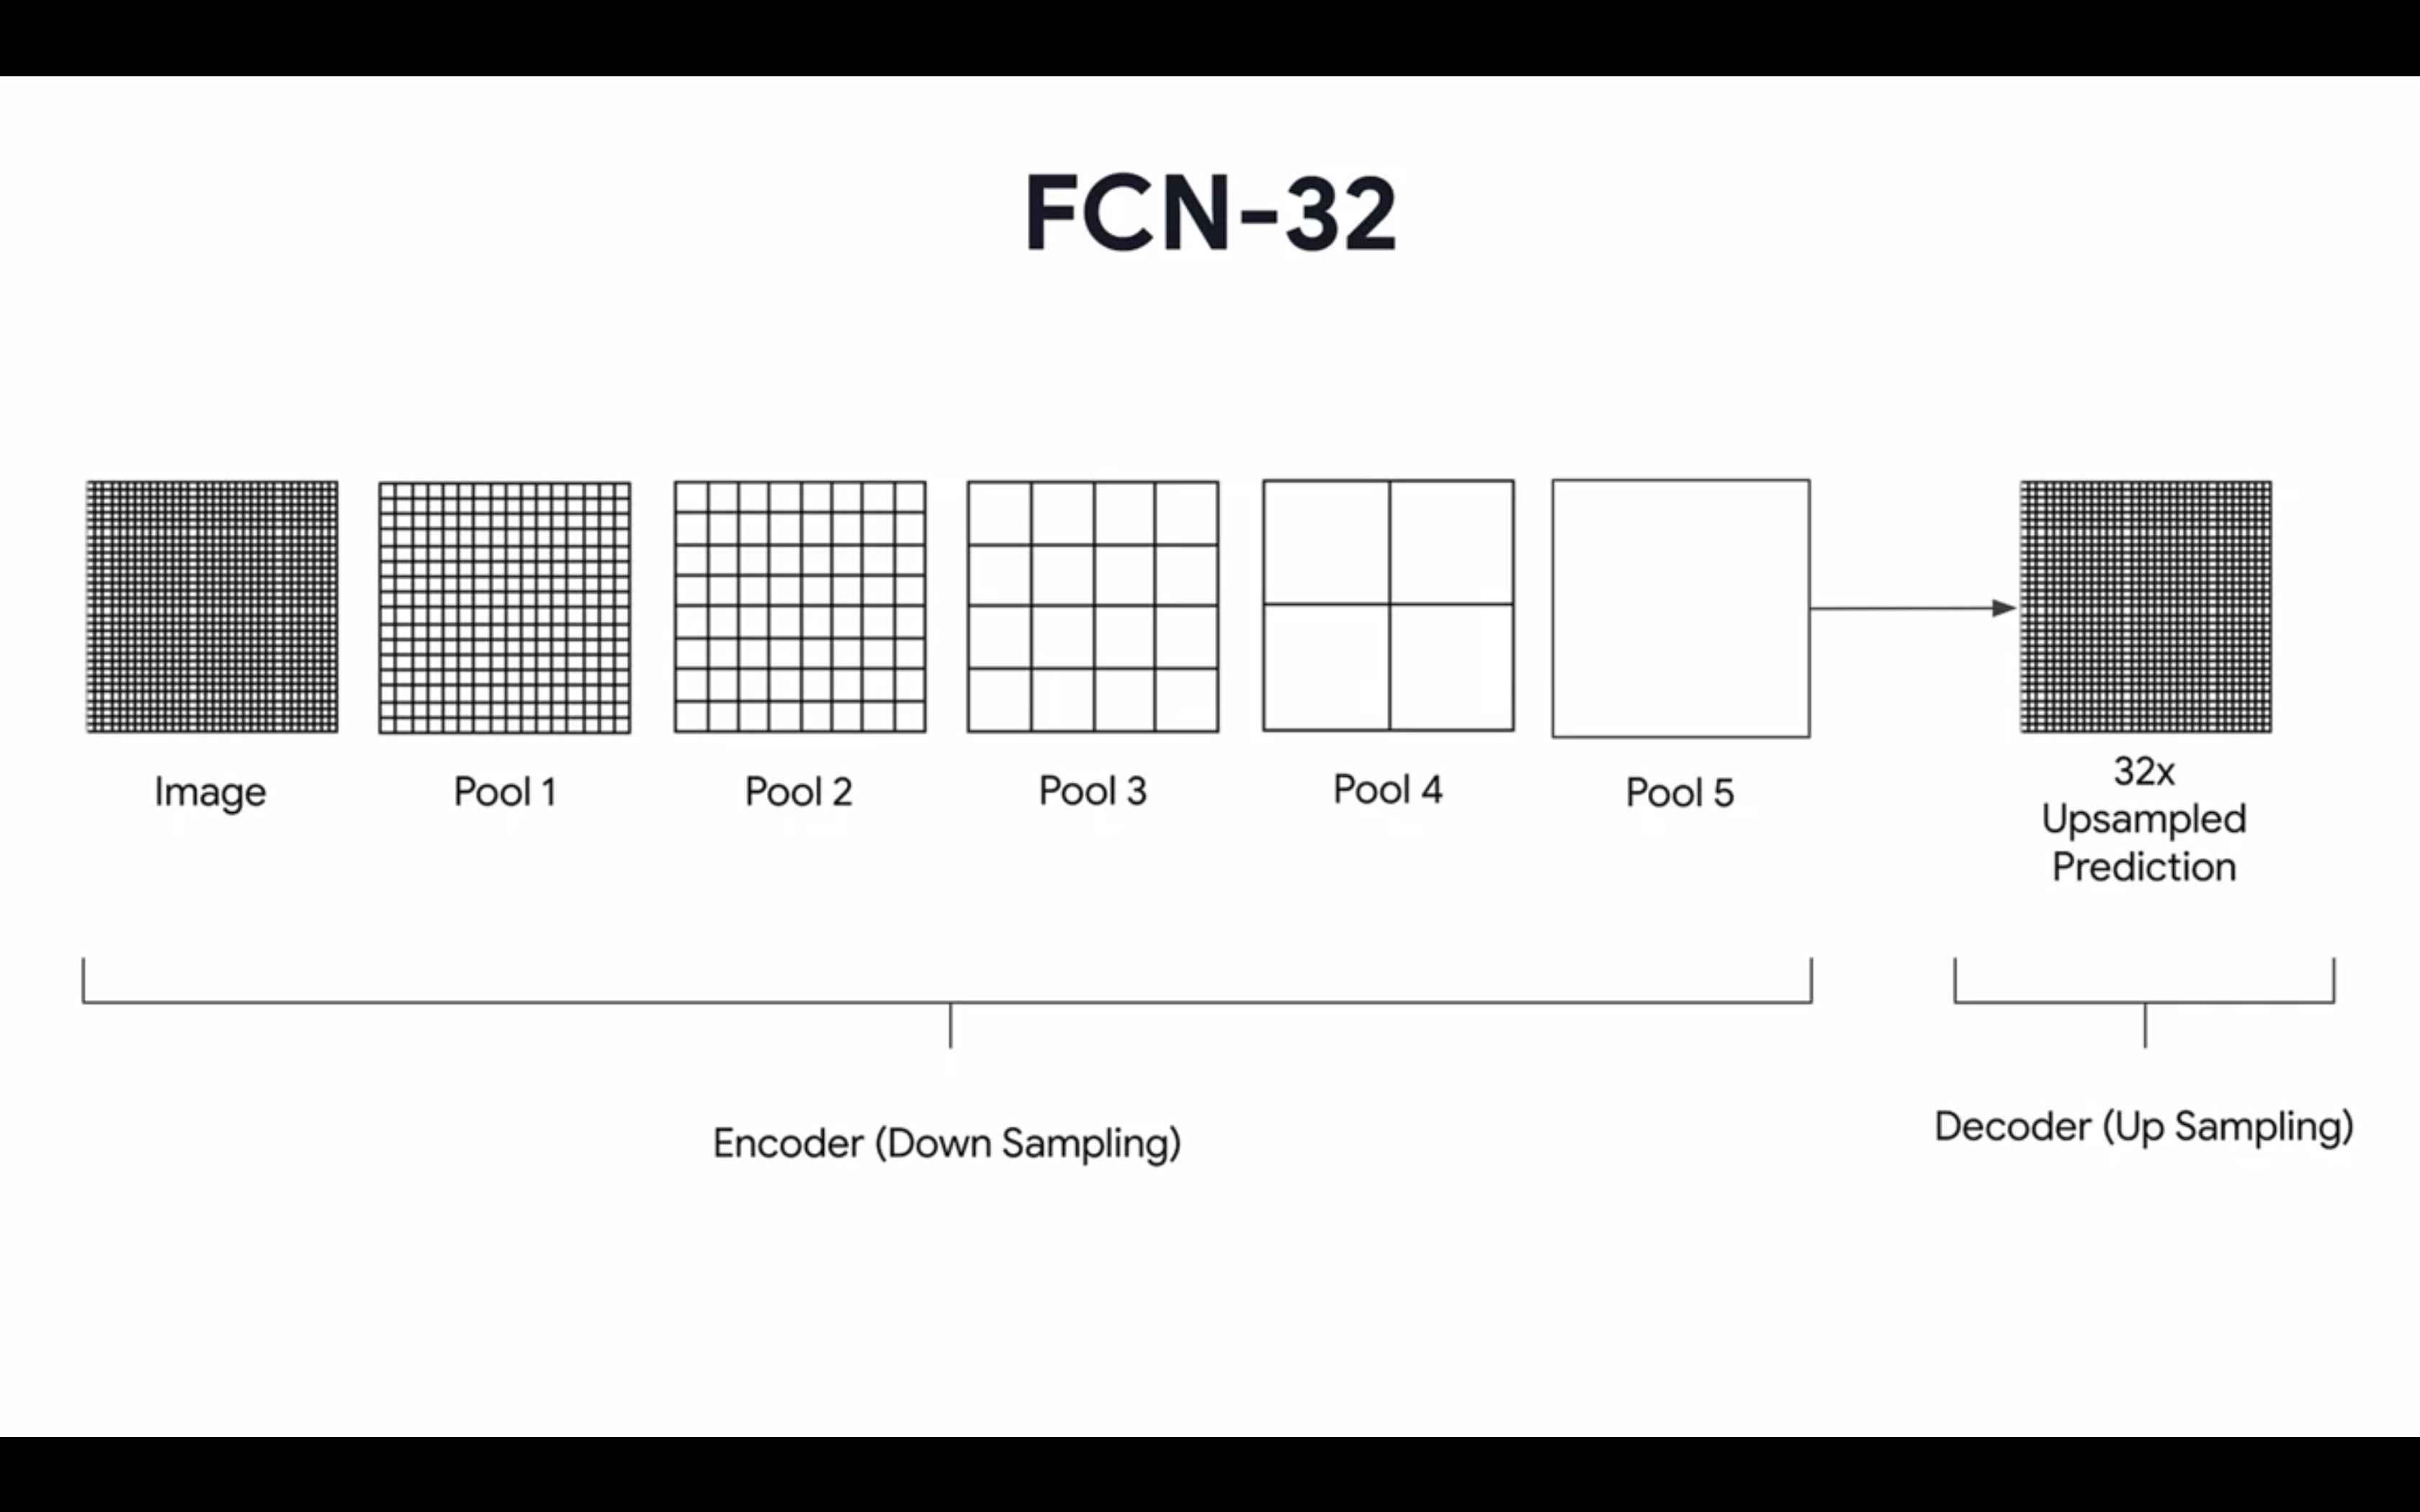 FCN-32
Image
Pool 1
Pool 2
Pool 3
Pool 4
Pool 5
32x
Upsampled
Prediction
Encoder (Down Sampling)
Decoder (Up Sampling)